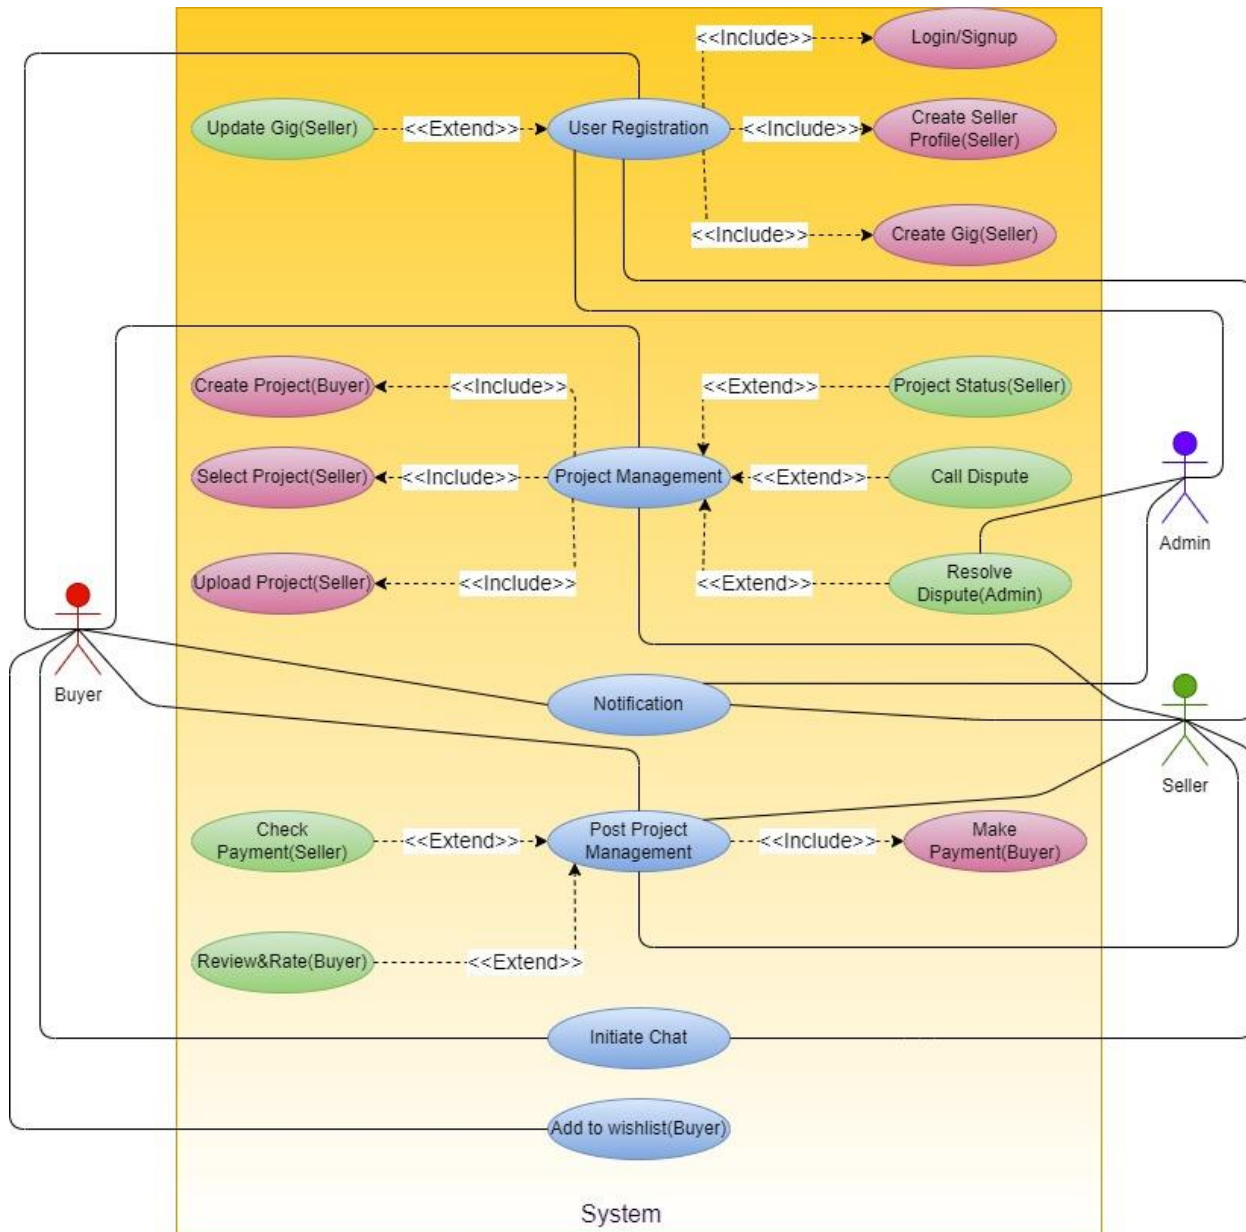 <<Include>>
Login/Signup
Update Gig(Seller)
<<Extend>>
User Registration
<<Include>>
Create Seller
Profile(Seller)
<<Include>>
Create Gig(Seller)
Create Project(Buyer)
<<Include>>
<<Extend>>
Project Status(Seller)
Select Project(Seller)
<<Include>>
Project Management
<<Extend>>
Call Dispute
Admin
Upload Project(Seller)
<<Include>>
<<Extend>>
Resolve
Dispute(Admin)
Buyer
Notification
Seller
Check
Payment(Seller)
<<Extend>>
Post Project
Management
<<Include>>
Make
Payment(Buyer)
Review&Rate(Buyer)
<<Extend>>
Initiate Chat
Add to wishlist(Buyer)
System